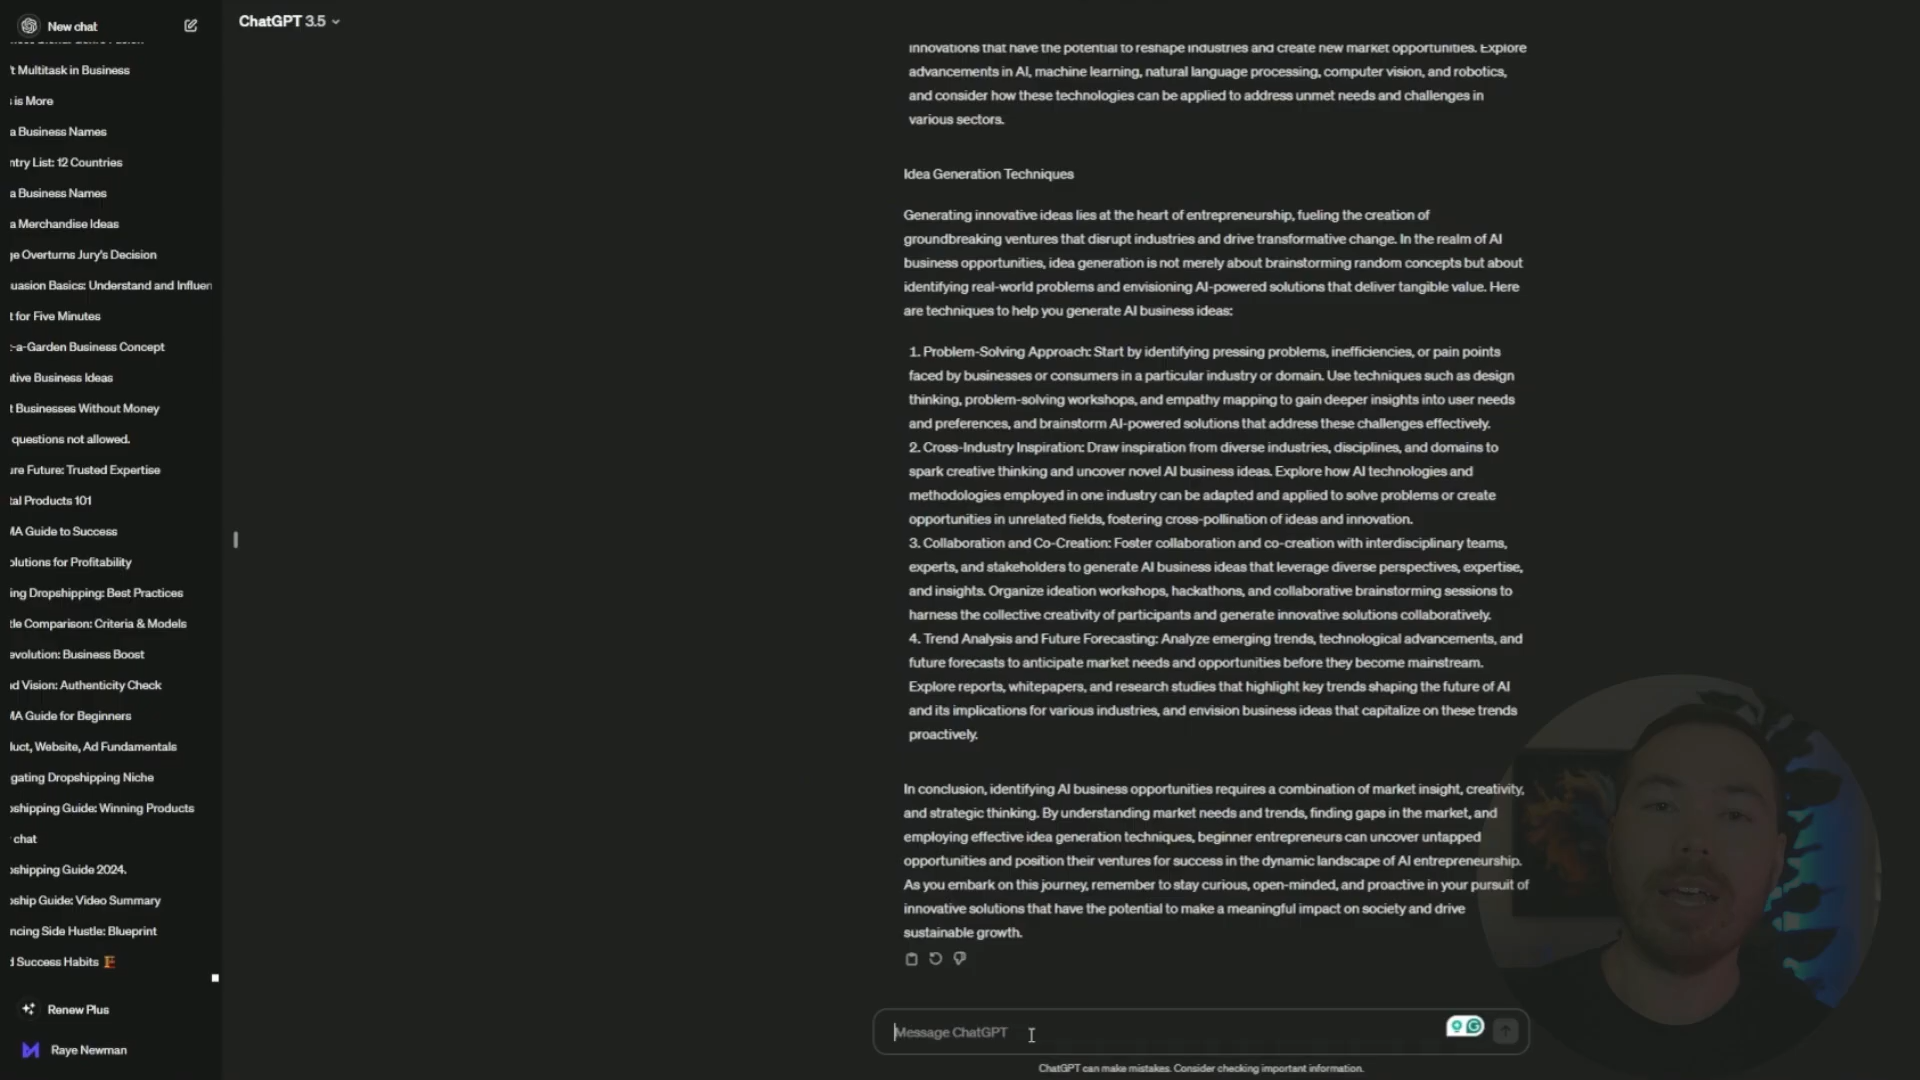 New chat
't Multitask in Business
is More
a Business Names
ntry List: 12 Countries
a Business Names
a Merchandise Ideas
ge Overturns Jury's Decision
uasion Basics: Understand and Influen
t for Five Minutes
-a-Garden Business Concept
tive Business Ideas
t Businesses Without Money
questions not allowed.
ure Future: Trusted Expertise
tal Products 101
MA Guide to Success
olutions for Profitability
ing Dropshipping: Best Practices
tle Comparison: Criteria & Models
evolution: Business Boost
nd Vision: Authenticity Check
MA Guide for Beginners
duct, Website, Ad Fundamentals
igating Dropshipping Niche
pshipping Guide: Winning Products
chat
pshipping Guide 2024.
pship Guide: Video Summary
ncing Side Hustle: Blueprint
d Success Habits
Renew Plus
Raye Newman
ChatGPT 3.5
innovations that have the potential to reshape industries and create new market opportunities. Explore
advancements in AI, machine learning, natural language processing, computer vision, and robotics,
and consider how these technologies can be applied to address unmet needs and challenges in
various sectors.
Idea Generation Techniques
Generating innovative ideas lies at the heart of entrepreneurship, fueling the creation of
groundbreaking ventures that disrupt industries and drive transformative change. In the realm of AI
business opportunities, idea generation is not merely about brainstorming random concepts but about
identifying real-world problems and envisioning AI-powered solutions that deliver tangible value. Here
are techniques to help you generate AI business ideas:
1. Problem-Solving Approach: Start by identifying pressing problems, inefficiencies, or pain points
faced by businesses or consumers in a particular industry or domain. Use techniques such as design
thinking, problem-solving workshops, and empathy mapping to gain deeper insights into user needs
and preferences, and brainstorm AI-powered solutions that address these challenges effectively.
2. Cross-Industry Inspiration: Draw inspiration from diverse industries, disciplines, and domains to
spark creative thinking and uncover novel AI business ideas. Explore how AI technologies and
methodologies employed in one industry can be adapted and applied to solve problems or create
opportunities in unrelated fields, fostering cross-pollination of ideas and innovation.
3. Collaboration and Co-Creation: Foster collaboration and co-creation with interdisciplinary teams,
experts, and stakeholders to generate AI business ideas that leverage diverse perspectives, expertise,
and insights. Organize ideation workshops, hackathons, and collaborative brainstorming sessions to
harness the collective creativity of participants and generate innovative solutions collaboratively.
4. Trend Analysis and Future Forecasting: Analyze emerging trends, technological advancements, and
future forecasts to anticipate market needs and opportunities before they become mainstream.
Explore reports, whitepapers, and research studies that highlight key trends shaping the future of AI
and its implications for various industries, and envision business ideas that capitalize on these trends
proactively.
In conclusion, identifying AI business opportunities requires a combination of market insight, creativity,
and strategic thinking. By understanding market needs and trends, finding gaps in the market, and
employing effective idea generation techniques, beginner entrepreneurs can uncover untapped
opportunities and position their ventures for success in the dynamic landscape of AI entrepreneurship.
As you embark on this journey, remember to stay curious, open-minded, and proactive in your pursuit of
innovative solutions that have the potential to make a meaningful impact on society and drive
sustainable growth.
Message ChatGPT
ChatGPT can make mistakes. Consider checking important information.